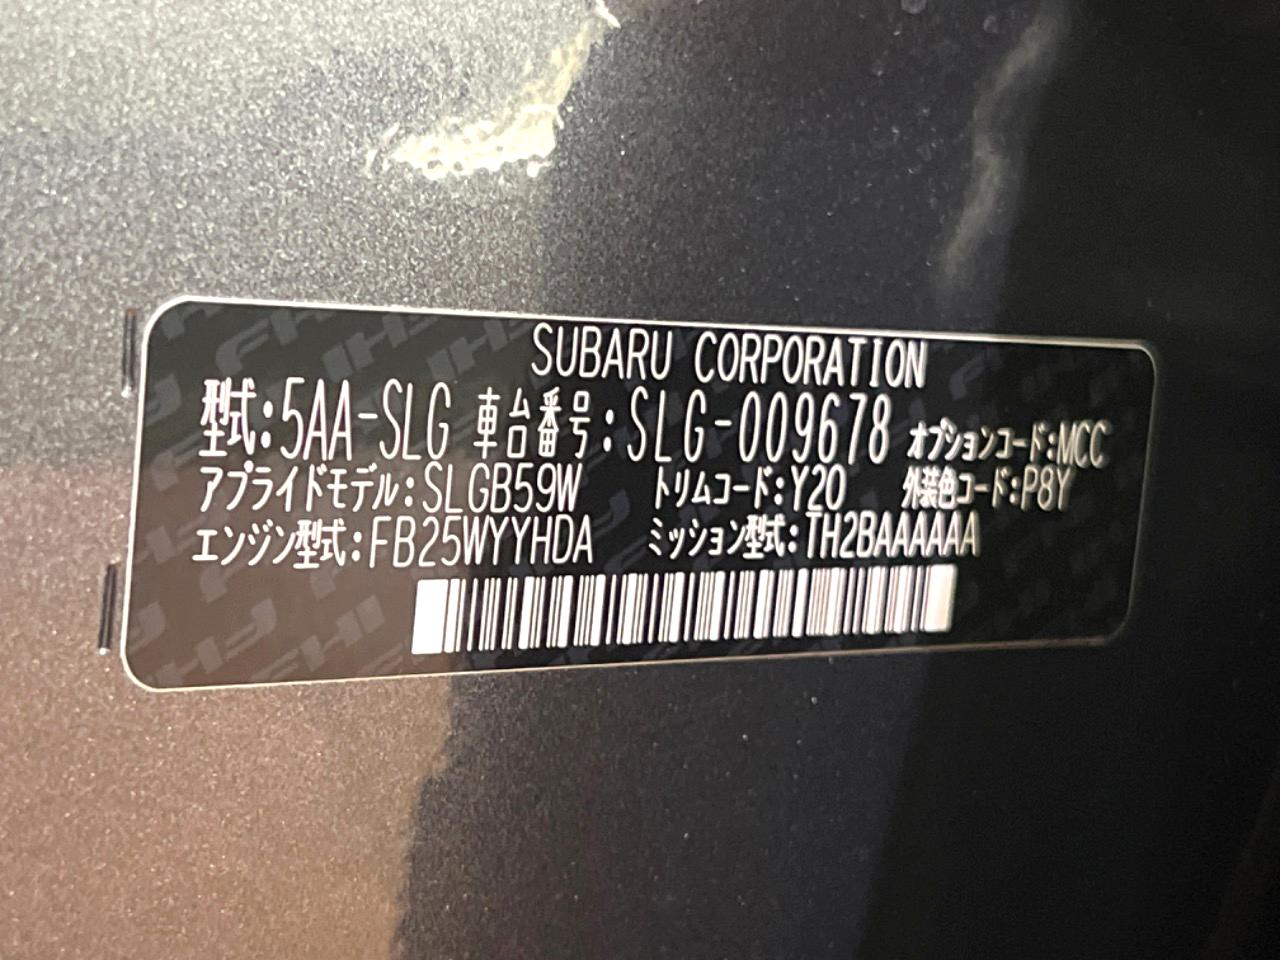 SUBARU CORPORATION
型式:5AA-SLG 車台番号:SLG-009678 オプションコード:MCC
アプライドモデル:SLGB59W トリムコード:Y20 外装色コード:P8Y
エンジン型式:FB25WYYHDA ミッション型式:TH2BAAAAAA